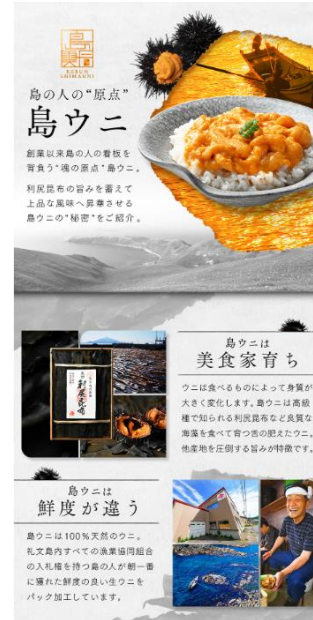 REBUN
SHIMAUNI
島の人の“原点”
島ウニ
創業以来島の人の看板を
背負う“魂の原点”島ウニ。
利尻昆布の旨みを蓄えて
上品な風味へ昇華させる
島ウニの“秘密”をご紹介。
島ウニは
美食家育ち
ウニは食べるものによって身質が
大きく変化します。島ウニは高級
種で知られる利尻昆布など良質な
海藻を食べて育つ舌の肥えたウニ。
他産地を圧倒する旨みが特徴です。
利尻昆布
島ウニは
鮮度が違う
島ウニは100%天然のウニ。
礼文島内すべての漁業協同組合
の入札権を持つ島の人が朝一番
に獲れた鮮度の良い生ウニを
パック加工しています。